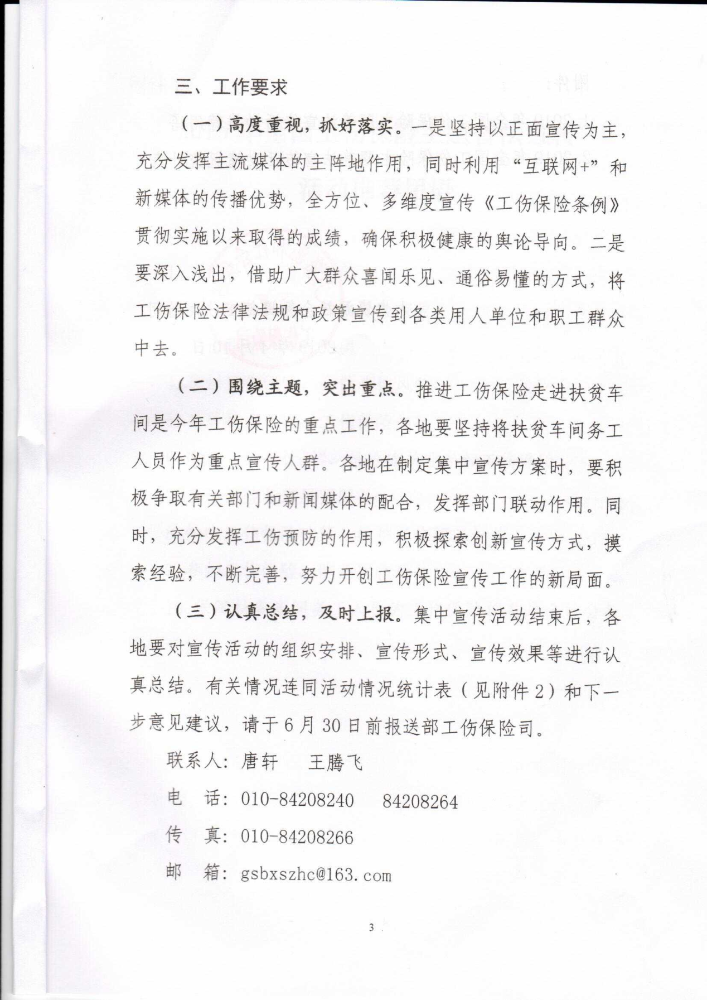 三、工作要求
（一）高度重视，抓好落实。一是坚持以正面宣传为主，
充分发挥主流媒体的主阵地作用，同时利用“互联网+”和
新媒体的传播优势，全方位、多维度宣传《工伤保险条例》
贯彻实施以来取得的成绩，确保积极健康的舆论导向。二是
要深入浅出，借助广大群众喜闻乐见、通俗易懂的方式，将
工伤保险法律法规和政策宣传到各类用人单位和职工群众
中去。
（二）围绕主题，突出重点。推进工伤保险走进扶贫车
间是今年工伤保险的重点工作，各地要坚持将扶贫车间务工
人员作为重点宣传人群。各地在制定集中宣传方案时，要积
极争取有关部门和新闻媒体的配合，发挥部门联动作用。同
时，充分发挥工伤预防的作用，积极探索创新宣传方式，摸
索经验，不断完善，努力开创工伤保险宣传工作的新局面。
（三）认真总结，及时上报。集中宣传活动结束后，各
地要对宣传活动的组织安排、宣传形式、宣传效果等进行认
真总结。有关情况连同活动情况统计表（见附件2）和下一
步意见建议，请于6月30日前报送部工伤保险司。
联系人：唐轩 王腾飞
电 话：010-84208240 84208264
传 真：010-84208266
邮 箱：gsbxszhc@163.com
3